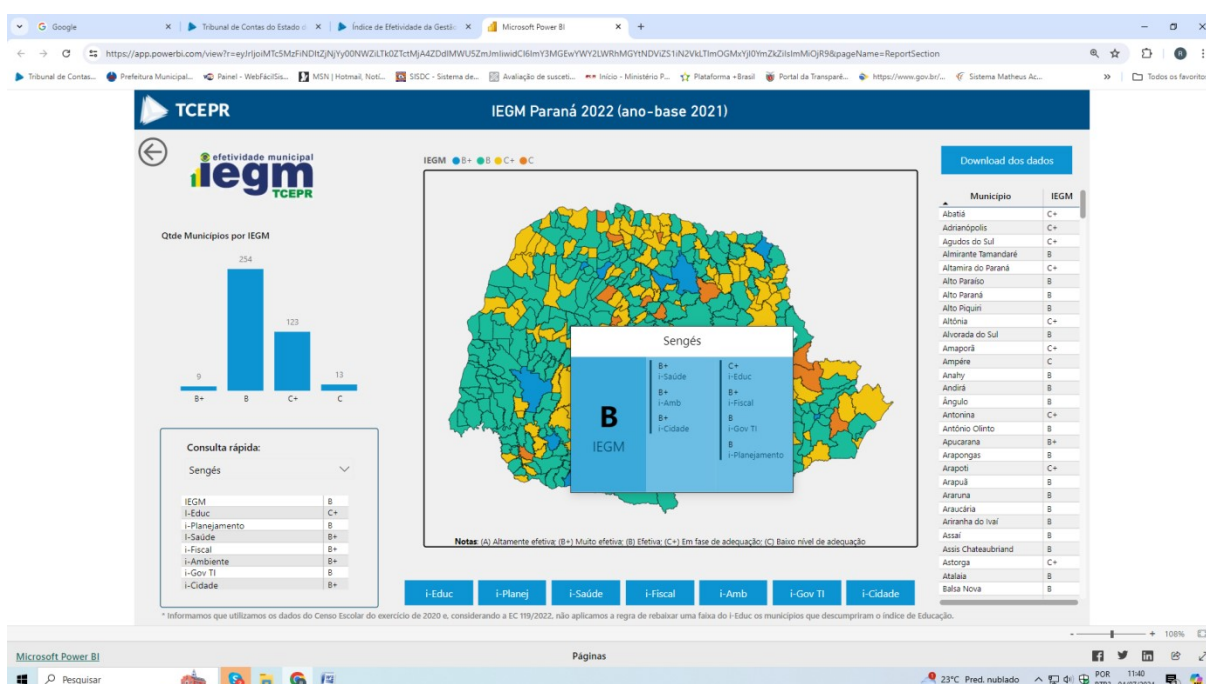 G Google
Tribunal de Contas do Estado d
Índice de Efetividade da Gestão
Microsoft Power BI
Tribunal de Contas...
Prefeitura Municipal...
Painel - WebFácilSis...
MSN | Hotmail, Notí...
SISDC - Sistema de...
Avaliação de suscetí...
Início - Ministério P...
Plataforma +Brasil
Portal da Transparê...
https://www.gov.br/...
Sistema Matheus Ac...
Todos os favoritos
TCEPR
IEGM Paraná 2022 (ano-base 2021)
efetividade municipal
iegm
TCEPR
IEGM B+ B C+ C
Download dos dados
Qtde Municípios por IEGM
254
123
9
13
B+ B C+ C
Consulta rápida:
Sengés
IEGM B
I-Educ C+
i-Planejamento B
I-Saúde B+
i-Fiscal B+
i-Ambiente B+
i-Gov TI B
i-Cidade B+
Sengés
B
IEGM
B+
i-Saúde
B+
i-Amb
B+
i-Cidade
C+
i-Educ
B+
i-Fiscal
B
i-Gov TI
B
i-Planejamento
Notas: (A) Altamente efetiva; (B+) Muito efetiva; (B) Efetiva; (C+) Em fase de adequação; (C) Baixo nível de adequação
i-Educ
i-Planej
i-Saúde
i-Fiscal
i-Amb
i-Gov TI
i-Cidade
Município IEGM
Abatiá C+
Adrianópolis C+
Agudos do Sul C+
Almirante Tamandaré B
Altamira do Paraná C+
Alto Paraíso B
Alto Paraná B
Alto Piquiri B
Altônia C+
Alvorada do Sul B
Amaporã C+
Ampére C
Anahy B
Andirá B
Ângulo B
Antonina C+
Antônio Olinto B
Apucarana B+
Arapongas B
Arapoti C+
Arapuã B
Araruna B
Araucária B
Ariranha do Ivaí B
Assaí B
Assis Chateaubriand B
Astorga C+
Atalaia B
Balsa Nova B
* Informamos que utilizamos os dados do Censo Escolar do exercício de 2020 e, considerando a EC 119/2022, não aplicamos a regra de rebaixar uma faixa do i-Educ os municípios que descumpriram o índice de Educação.
- + 108%
Microsoft Power BI
Páginas
Pesquisar
23°C Pred. nublado
POR
11:40